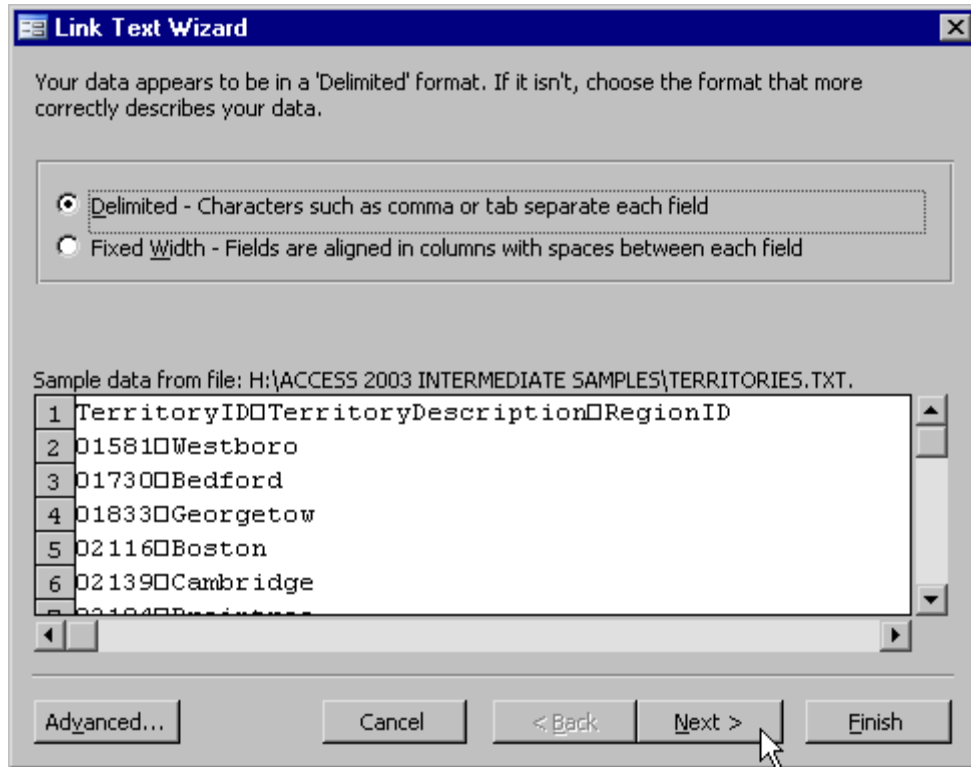 Link Text Wizard
Your data appears to be in a 'Delimited' format. If it isn't, choose the format that more
correctly describes your data.
Delimited - Characters such as comma or tab separate each field
Fixed Width - Fields are aligned in columns with spaces between each field
Sample data from file: H:\ACCESS 2003 INTERMEDIATE SAMPLES\TERRITORIES.TXT.
1 TerritoryID□TerritoryDescription□RegionID
2 01581□Westboro
3 01730□Bedford
4 01833□Georgetow
5 02116□Boston
6 02139□Cambridge
Advanced... Cancel < Back Next > Finish